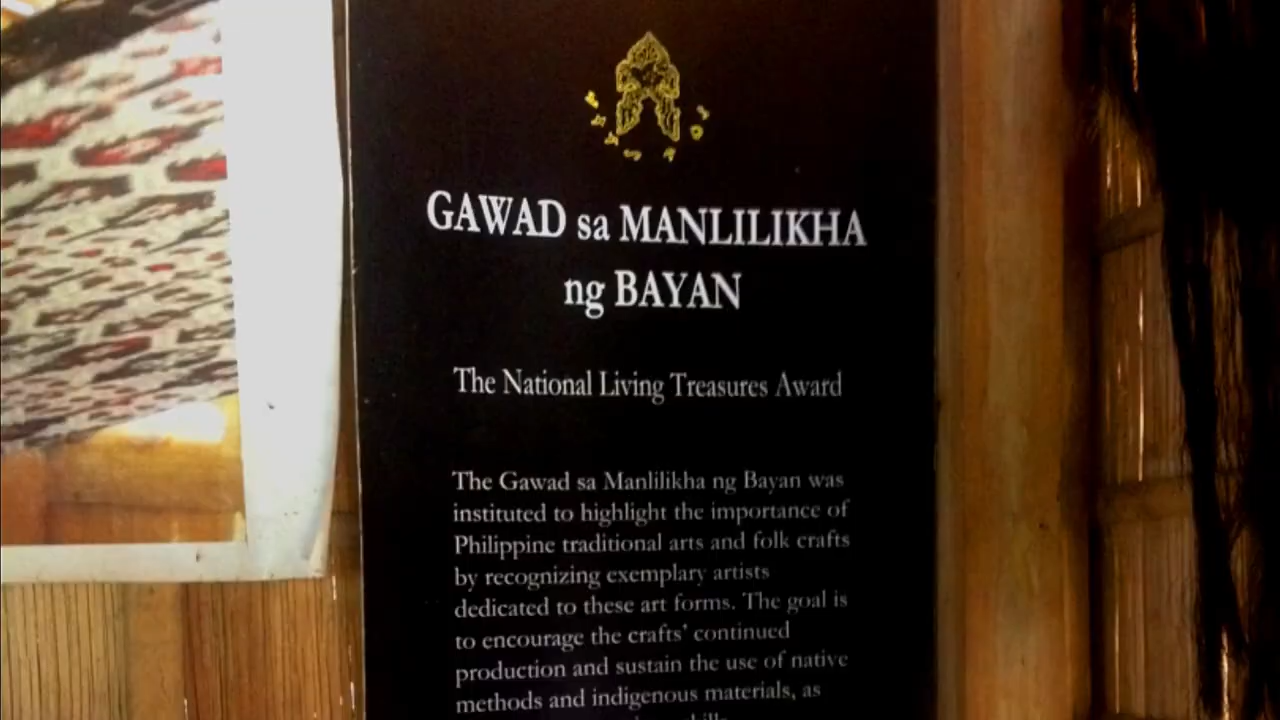 GAWAD sa MANLILIKHA
ng BAYAN
The National Living Treasures Award
The Gawad sa Manlilikha ng Bayan was
instituted to highlight the importance of
Philippine traditional arts and folk crafts
by recognizing exemplary artists
dedicated to these art forms. The goal is
to encourage the crafts' continued
production and sustain the use of native
methods and indigenous materials, as